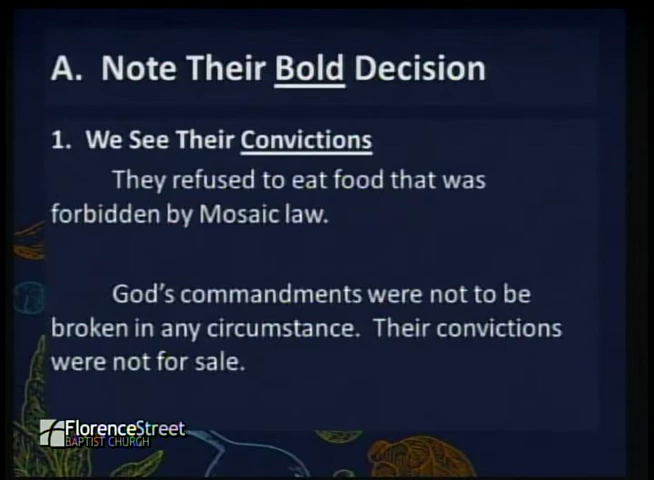 A. Note Their Bold Decision
1. We See Their Convictions
They refused to eat food that was
forbidden by Mosaic law.
God's commandments were not to be
broken in any circumstance. Their convictions
were not for sale.
FlorenceStreet
BAPTIST CHURCH